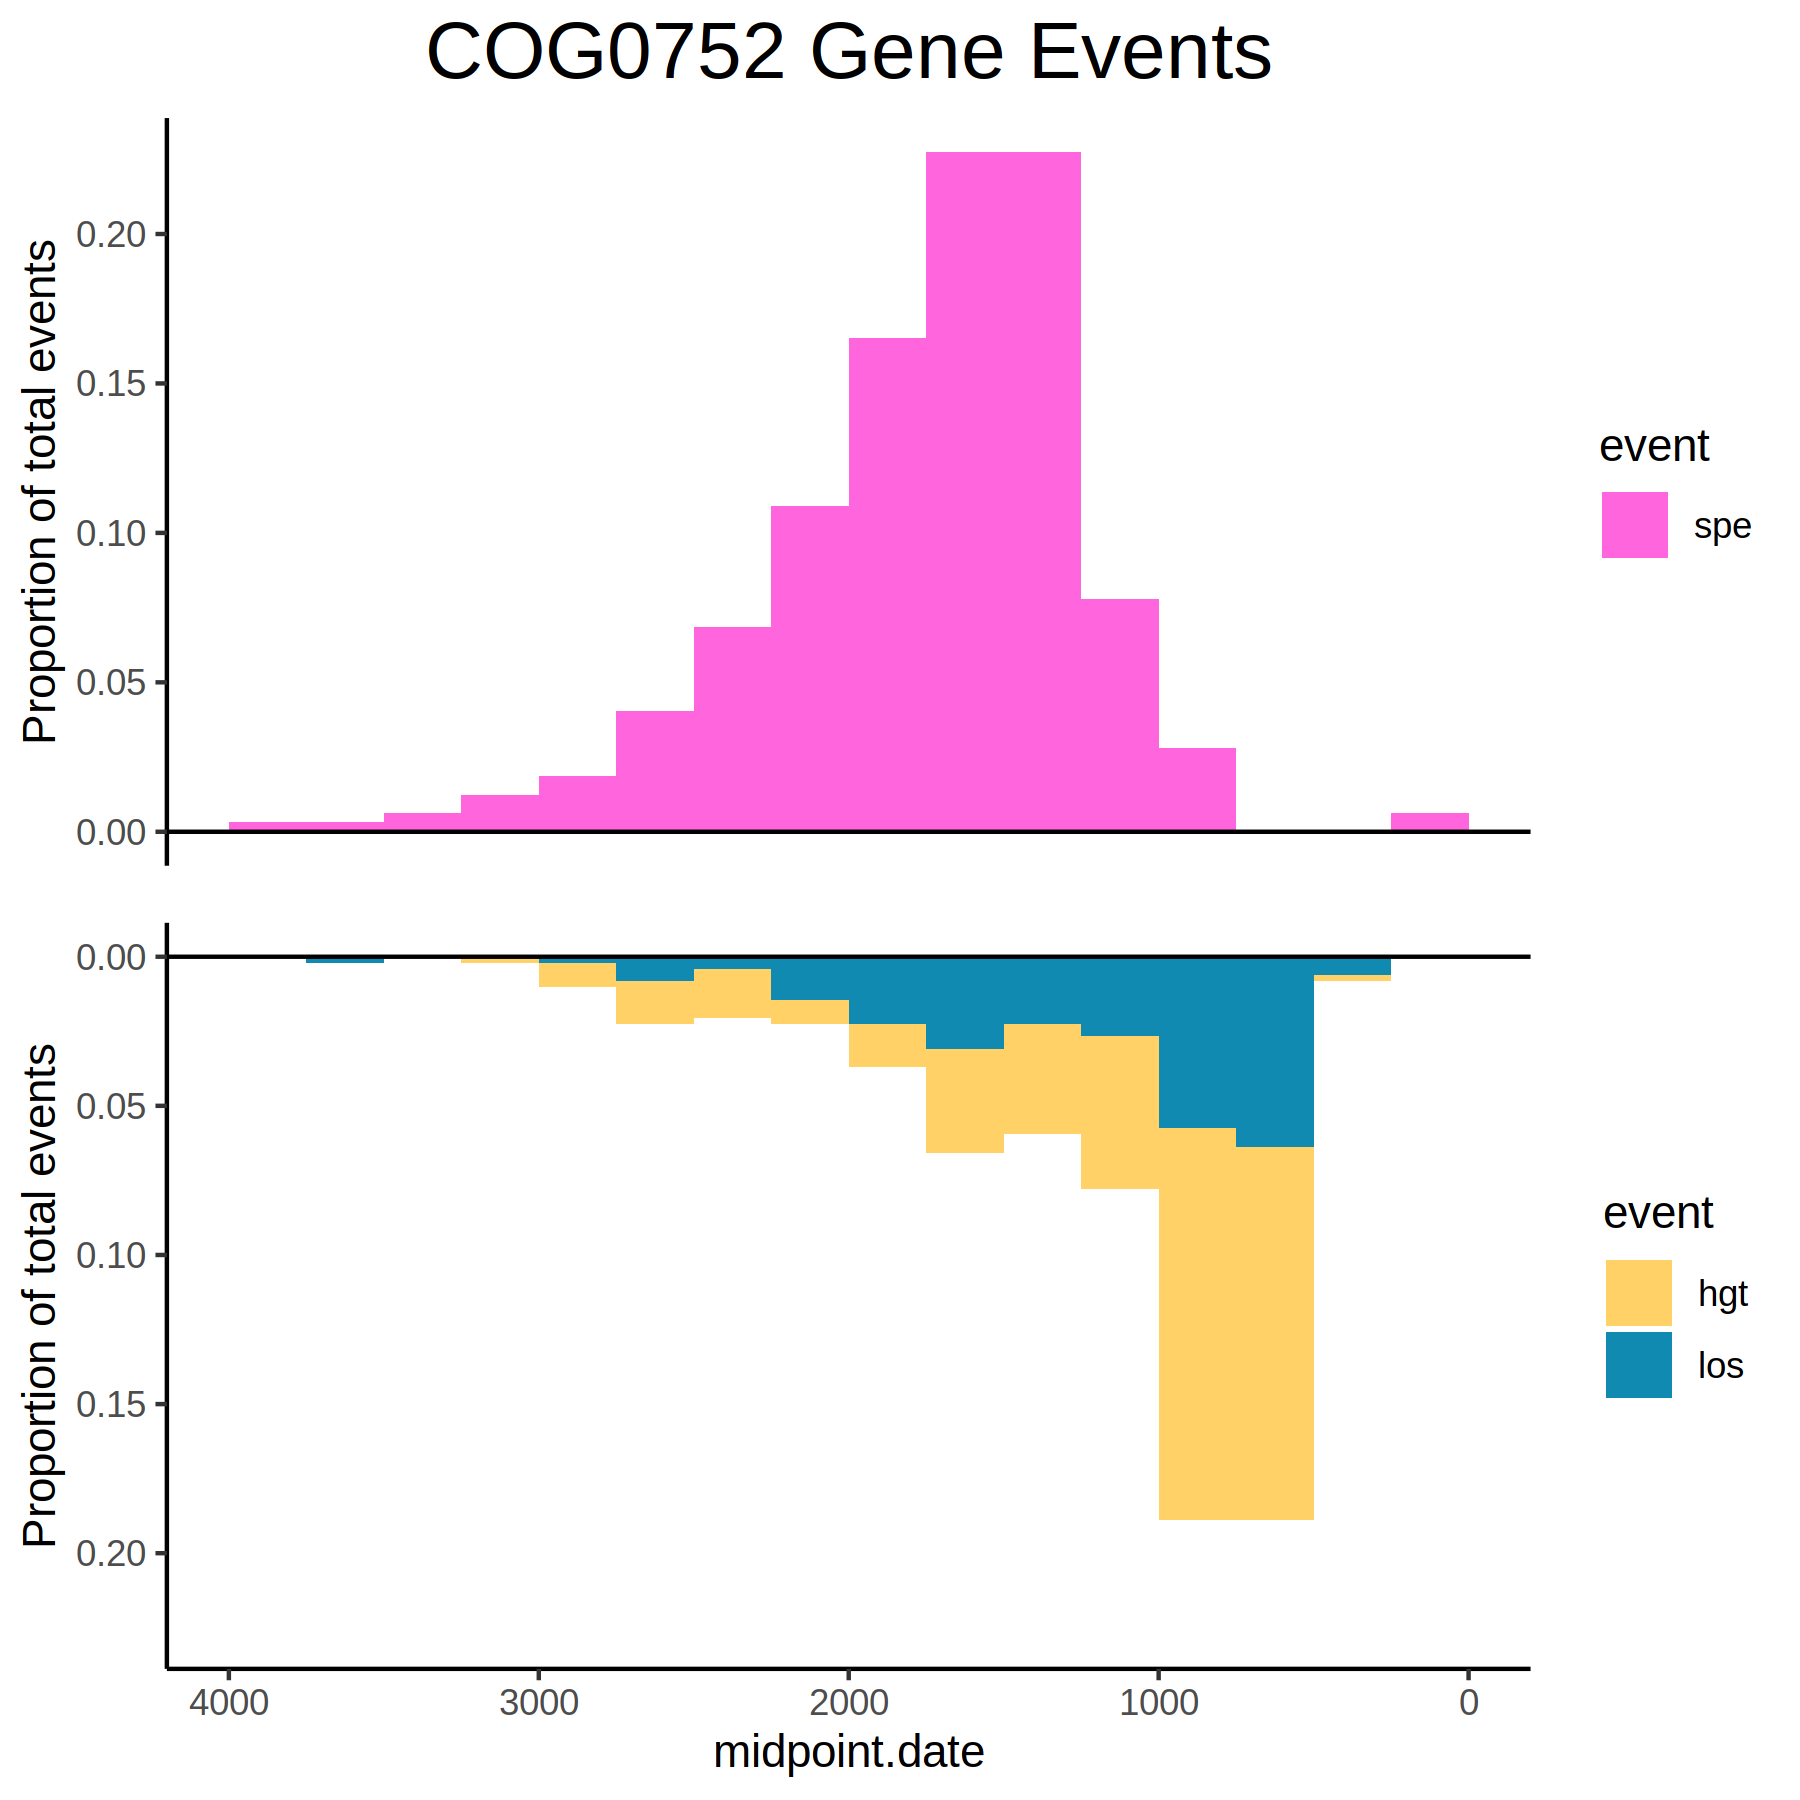 COG0752 Gene Events
Proportion of total events
0.20
0.15
0.10
0.05
0.00
event
spe
Proportion of total events
0.00
0.05
0.10
0.15
0.20
event
hgt
los
4000 3000 2000 1000 0
midpoint.date